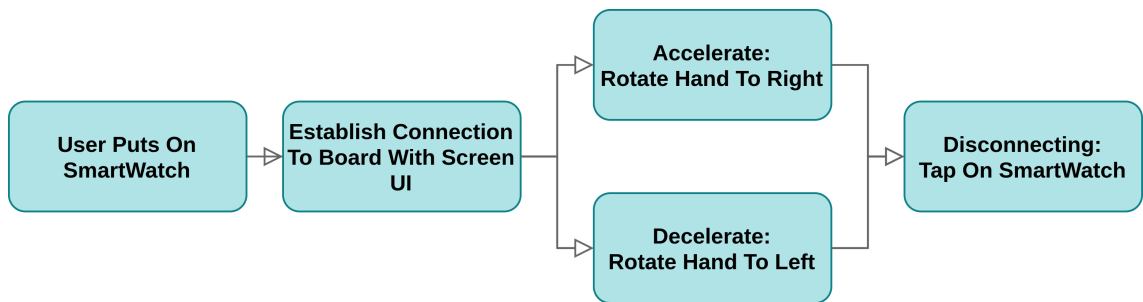 User Puts On
SmartWatch
Establish Connection
To Board With Screen
UI
Accelerate:
Rotate Hand To Right
Decelerate:
Rotate Hand To Left
Disconnecting:
Tap On SmartWatch